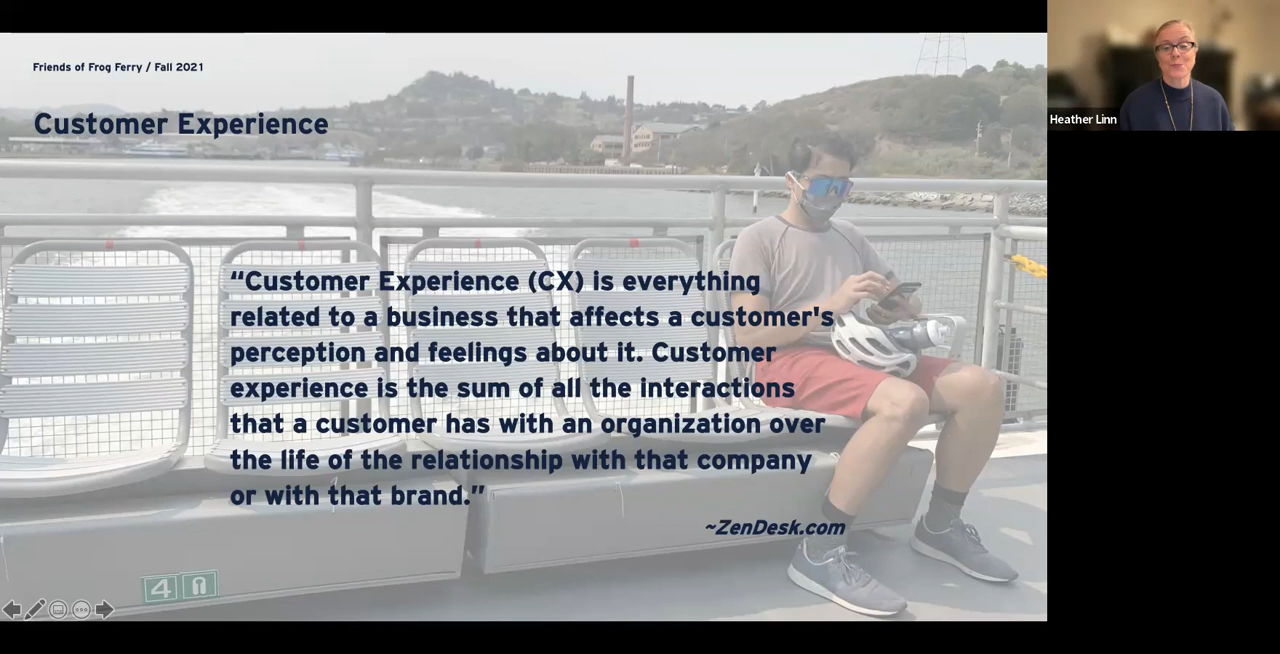 Friends of Frog Ferry / Fall 2021
Customer Experience
“Customer Experience (CX) is everything
related to a business that affects a customer's
perception and feelings about it. Customer
experience is the sum of all the interactions
that a customer has with an organization over
the life of the relationship with that company
or with that brand.”
~ZenDesk.com
4
Heather Linn